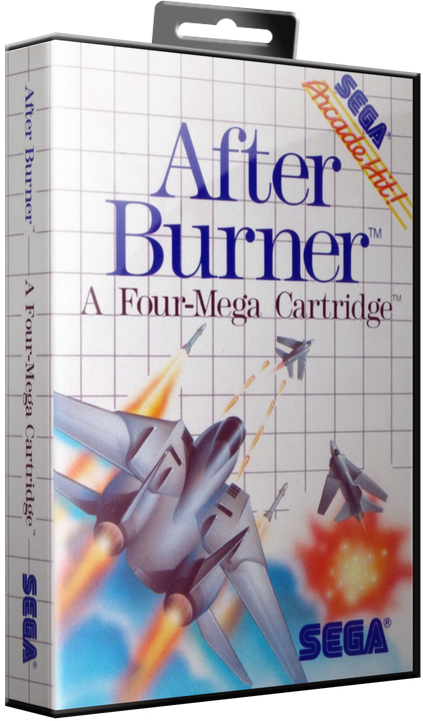 SEGA
Arcade Hit!
After
Burner™
A Four-Mega Cartridge™
SEGA®
After Burner™
A Four-Mega Cartridge™
SEGA®